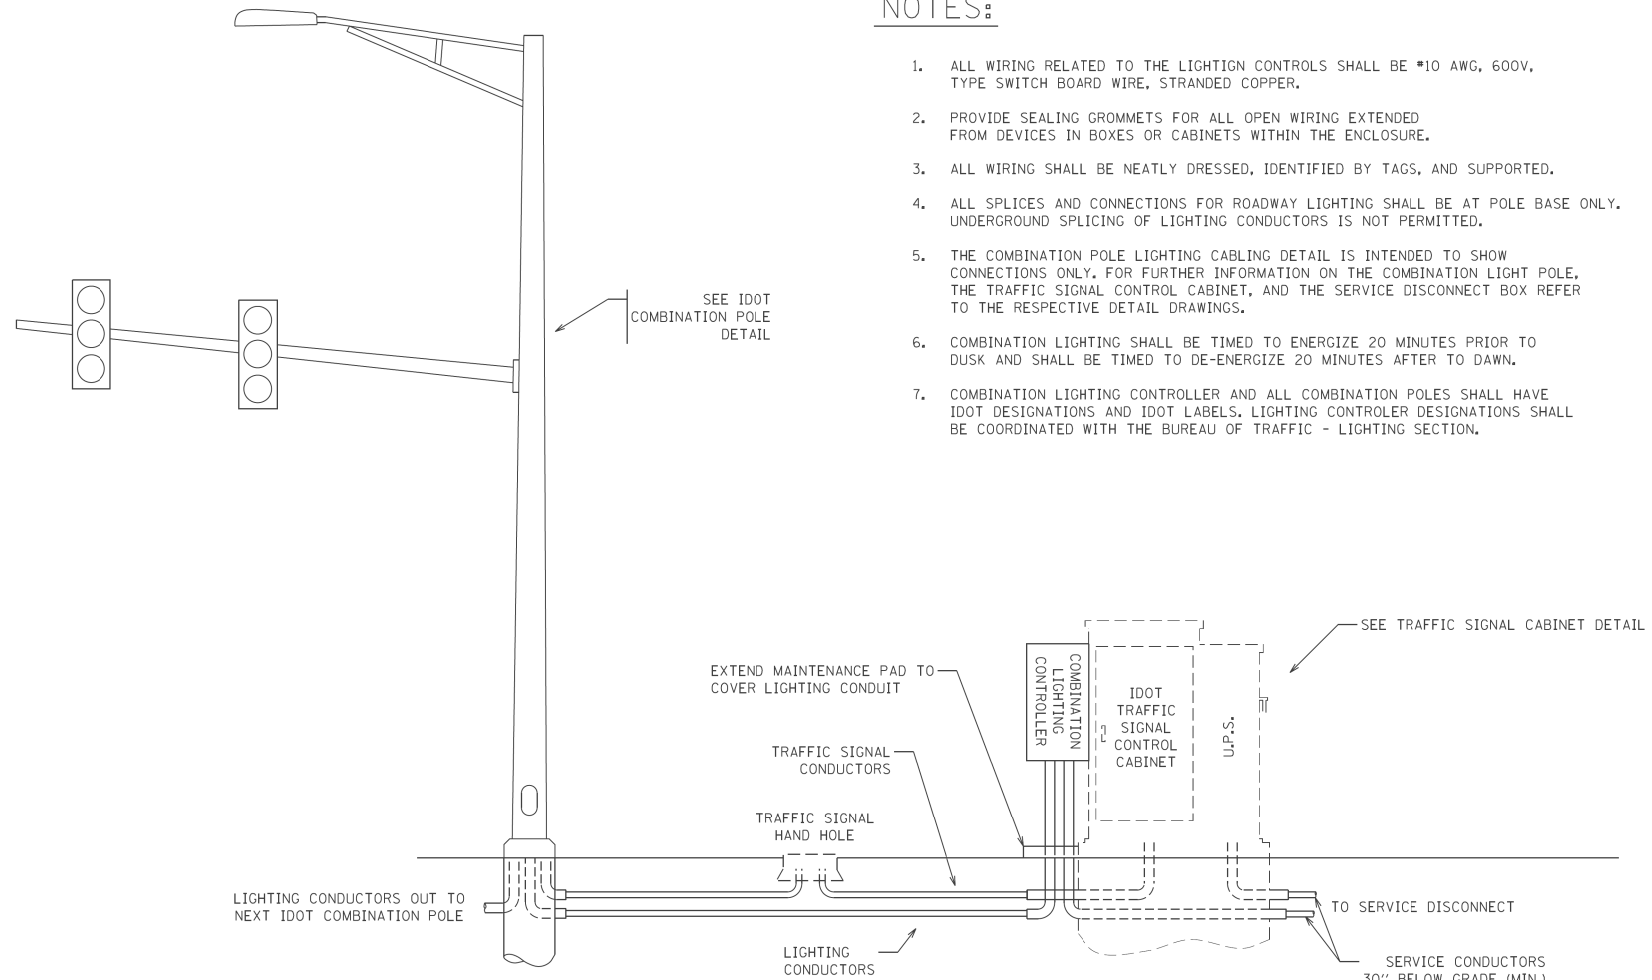 NOTES:
1. ALL WIRING RELATED TO THE LIGHTIGN CONTROLS SHALL BE #10 AWG, 600V,
TYPE SWITCH BOARD WIRE, STRANDED COPPER.
2. PROVIDE SEALING GROMMETS FOR ALL OPEN WIRING EXTENDED
FROM DEVICES IN BOXES OR CABINETS WITHIN THE ENCLOSURE.
3. ALL WIRING SHALL BE NEATLY DRESSED, IDENTIFIED BY TAGS, AND SUPPORTED.
4. ALL SPLICES AND CONNECTIONS FOR ROADWAY LIGHTING SHALL BE AT POLE BASE ONLY.
UNDERGROUND SPLICING OF LIGHTING CONDUCTORS IS NOT PERMITTED.
5. THE COMBINATION POLE LIGHTING CABLING DETAIL IS INTENDED TO SHOW
CONNECTIONS ONLY. FOR FURTHER INFORMATION ON THE COMBINATION LIGHT POLE,
THE TRAFFIC SIGNAL CONTROL CABINET, AND THE SERVICE DISCONNECT BOX REFER
TO THE RESPECTIVE DETAIL DRAWINGS.
6. COMBINATION LIGHTING SHALL BE TIMED TO ENERGIZE 20 MINUTES PRIOR TO
DUSK AND SHALL BE TIMED TO DE-ENERGIZE 20 MINUTES AFTER TO DAWN.
7. COMBINATION LIGHTING CONTROLLER AND ALL COMBINATION POLES SHALL HAVE
IDOT DESIGNATIONS AND IDOT LABELS. LIGHTING CONTROLER DESIGNATIONS SHALL
BE COORDINATED WITH THE BUREAU OF TRAFFIC - LIGHTING SECTION.
SEE IDOT
COMBINATION POLE
DETAIL
SEE TRAFFIC SIGNAL CABINET DETAIL
EXTEND MAINTENANCE PAD TO
COVER LIGHTING CONDUIT
COMBINATION
LIGHTING
CONTROLLER
IDOT
TRAFFIC
SIGNAL
CONTROL
CABINET
U.P.S.
TRAFFIC SIGNAL
CONDUCTORS
TRAFFIC SIGNAL
HAND HOLE
LIGHTING CONDUCTORS OUT TO
NEXT IDOT COMBINATION POLE
TO SERVICE DISCONNECT
LIGHTING
CONDUCTORS
SERVICE CONDUCTORS
30" BELOW GRADE (MIN.)